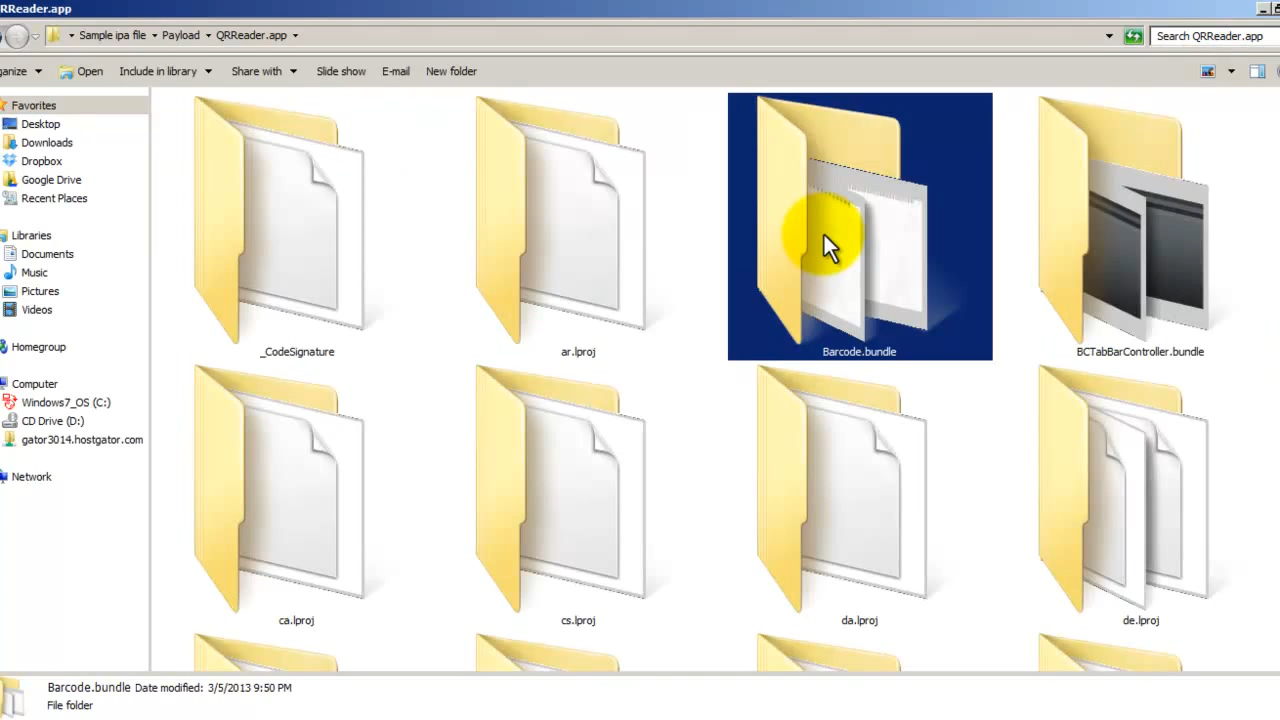 RReader.app
Sample ipa file Payload QRReader.app
Search QRReader.app
anize Open Include in library Share with Slide show E-mail New folder
Favorites
Desktop
Downloads
Dropbox
Google Drive
Recent Places
Libraries
Documents
Music
Pictures
Videos
Homegroup
Computer
Windows7_OS (C:)
CD Drive (D:)
gator3014.hostgator.com
Network
_CodeSignature
ar.lproj
Barcode.bundle
BCTabBarController.bundle
ca.lproj
cs.lproj
da.lproj
de.lproj
Barcode.bundle Date modified: 3/5/2013 9:50 PM
File folder